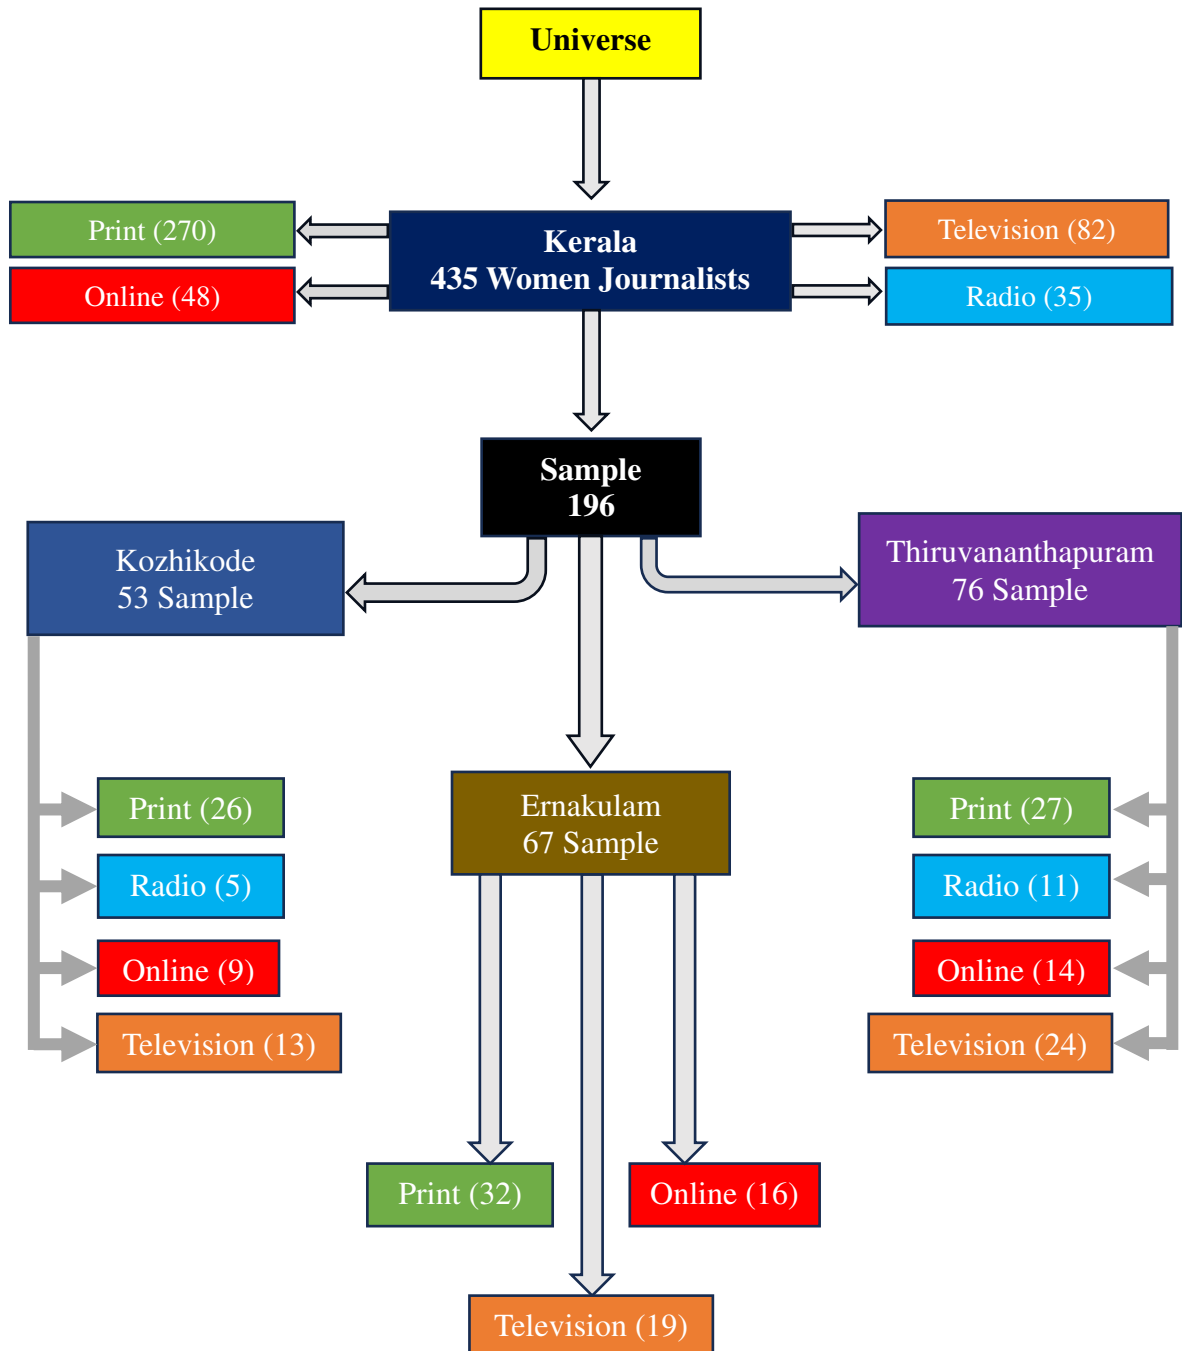 Universe
Print (270)
Online (48)
Kerala
435 Women Journalists
Television (82)
Radio (35)
Sample
196
Kozhikode
53 Sample
Thiruvananthapuram
76 Sample
Ernakulam
67 Sample
Print (26)
Radio (5)
Online (9)
Television (13)
Print (27)
Radio (11)
Online (14)
Television (24)
Print (32)
Online (16)
Television (19)